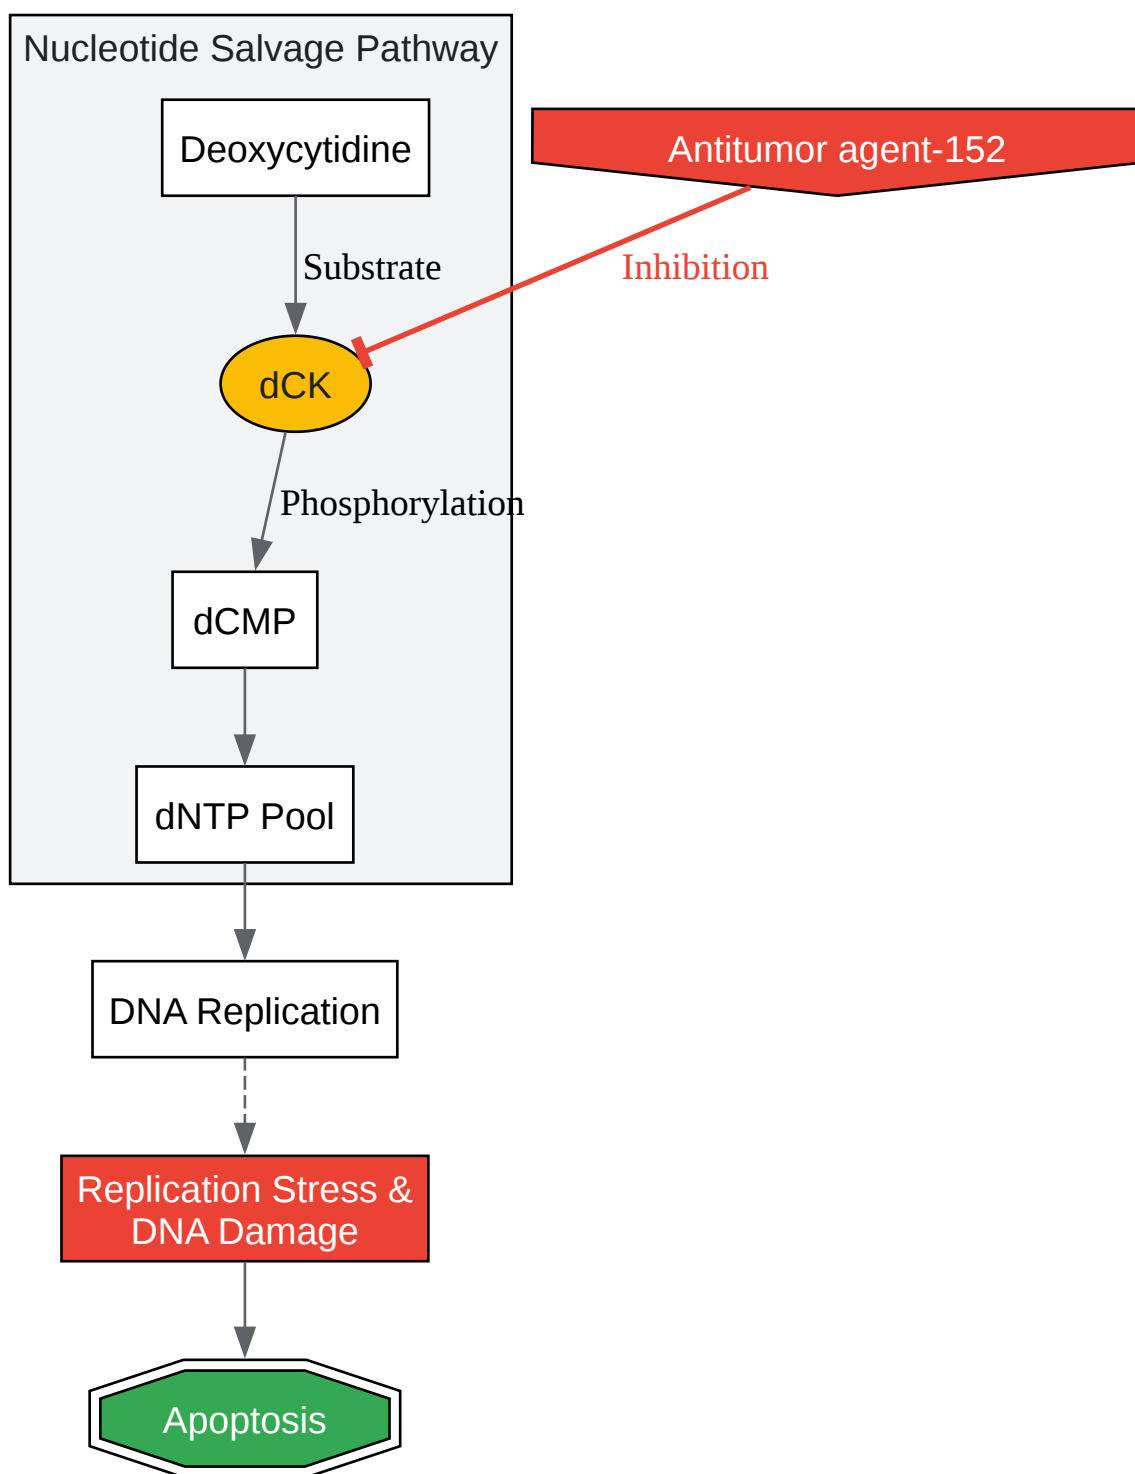 Nucleotide Salvage Pathway
Deoxycytidine
Antitumor agent-152
Substrate
Inhibition
dCK
Phosphorylation
dCMP
dNTP Pool
DNA Replication
Replication Stress &
DNA Damage
Apoptosis